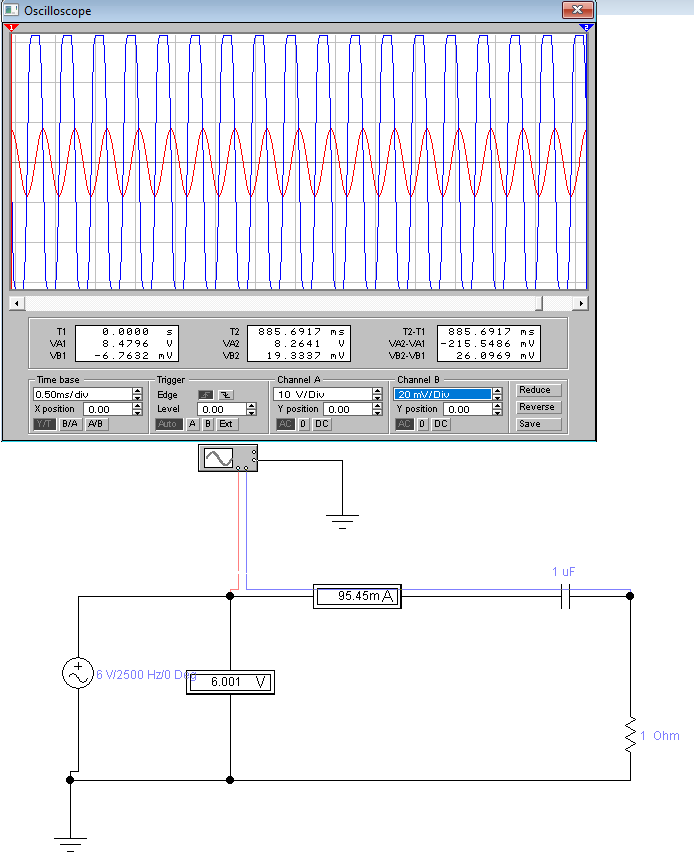 Oscilloscope
1
2
T1 0.0000 s
VA1 8.4796 V
VB1 -6.7632 mV
T2 885.6917 ms
VA2 8.2641 V
VB2 19.3337 mV
T2-T1 885.6917 ms
VA2-VA1 -215.5486 mV
VB2-VB1 26.0969 mV
Time base
0.50ms/div
X position 0.00
Y/T B/A A/B
Trigger
Edge
Level 0.00
Auto A B Ext
Channel A
10 V/Div
Y position 0.00
AC 0 DC
Channel B
20 mV/Div
Y position 0.00
AC 0 DC
Reduce
Reverse
Save
1 uF
95.45m A
6 V/2500 Hz/0 Deg
6.001 V
1 Ohm